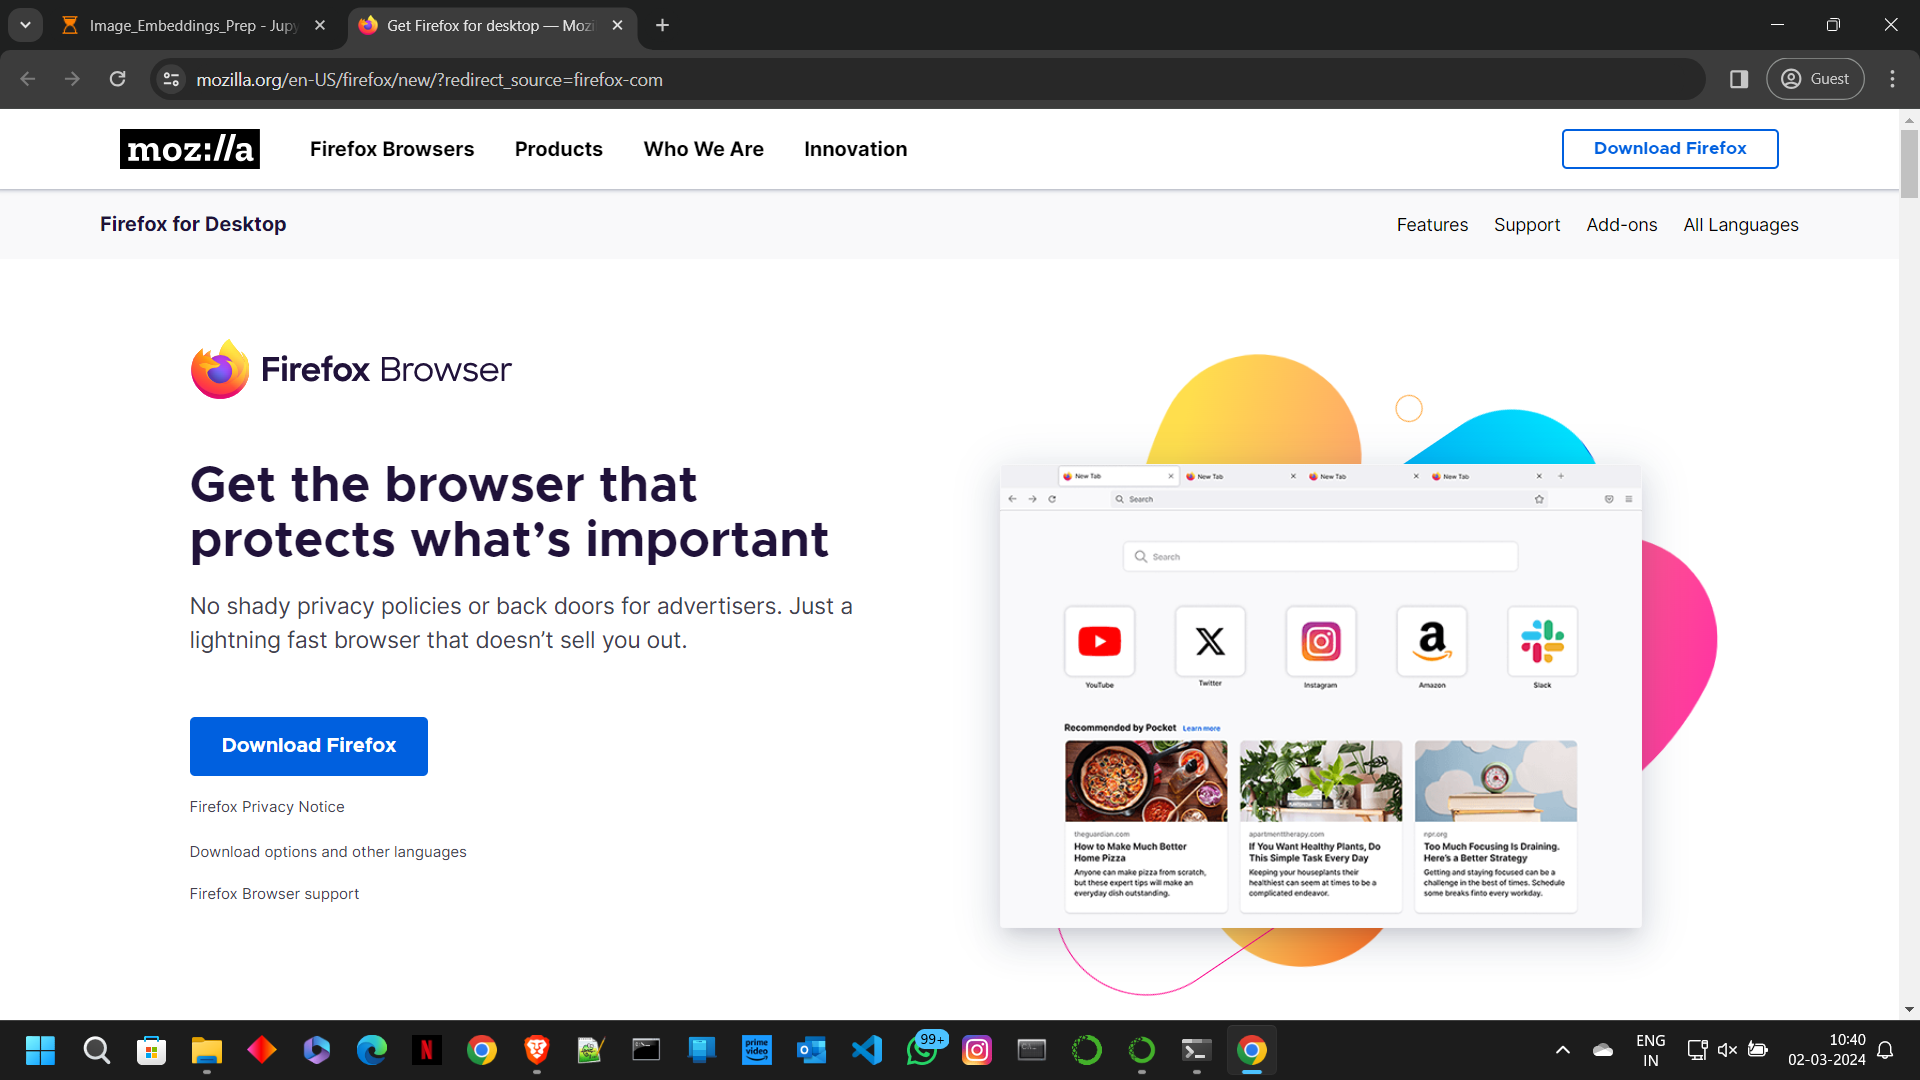 Image_Embeddings_Prep - Jupy
Get Firefox for desktop — Mozi
mozilla.org/en-US/firefox/new/?redirect_source=firefox-com
Guest
moz://a
Firefox Browsers
Products
Who We Are
Innovation
Download Firefox
Firefox for Desktop
Features
Support
Add-ons
All Languages
Firefox Browser
Get the browser that
protects what’s important
No shady privacy policies or back doors for advertisers. Just a
lightning fast browser that doesn’t sell you out.
Download Firefox
Firefox Privacy Notice
Download options and other languages
Firefox Browser support
New Tab
New Tab
New Tab
New Tab
Search
Search
YouTube
Twitter
Instagram
Amazon
Slack
Recommended by Pocket Learn more
theguardian.com
How to Make Much Better
Home Pizza
Anyone can make pizza from scratch,
but these expert tips will make an
everyday dish outstanding.
apartmenttherapy.com
If You Want Healthy Plants, Do
This Simple Task Every Day
Keeping your houseplants their
healthiest can seem at times to be a
complicated endeavor.
npr.org
Too Much Focusing Is Draining.
Here’s a Better Strategy
Getting and staying focused can be a
challenge in the best of times. Schedule
some breaks finto every workday.
prime video
99+
ENG
IN
10:40
02-03-2024